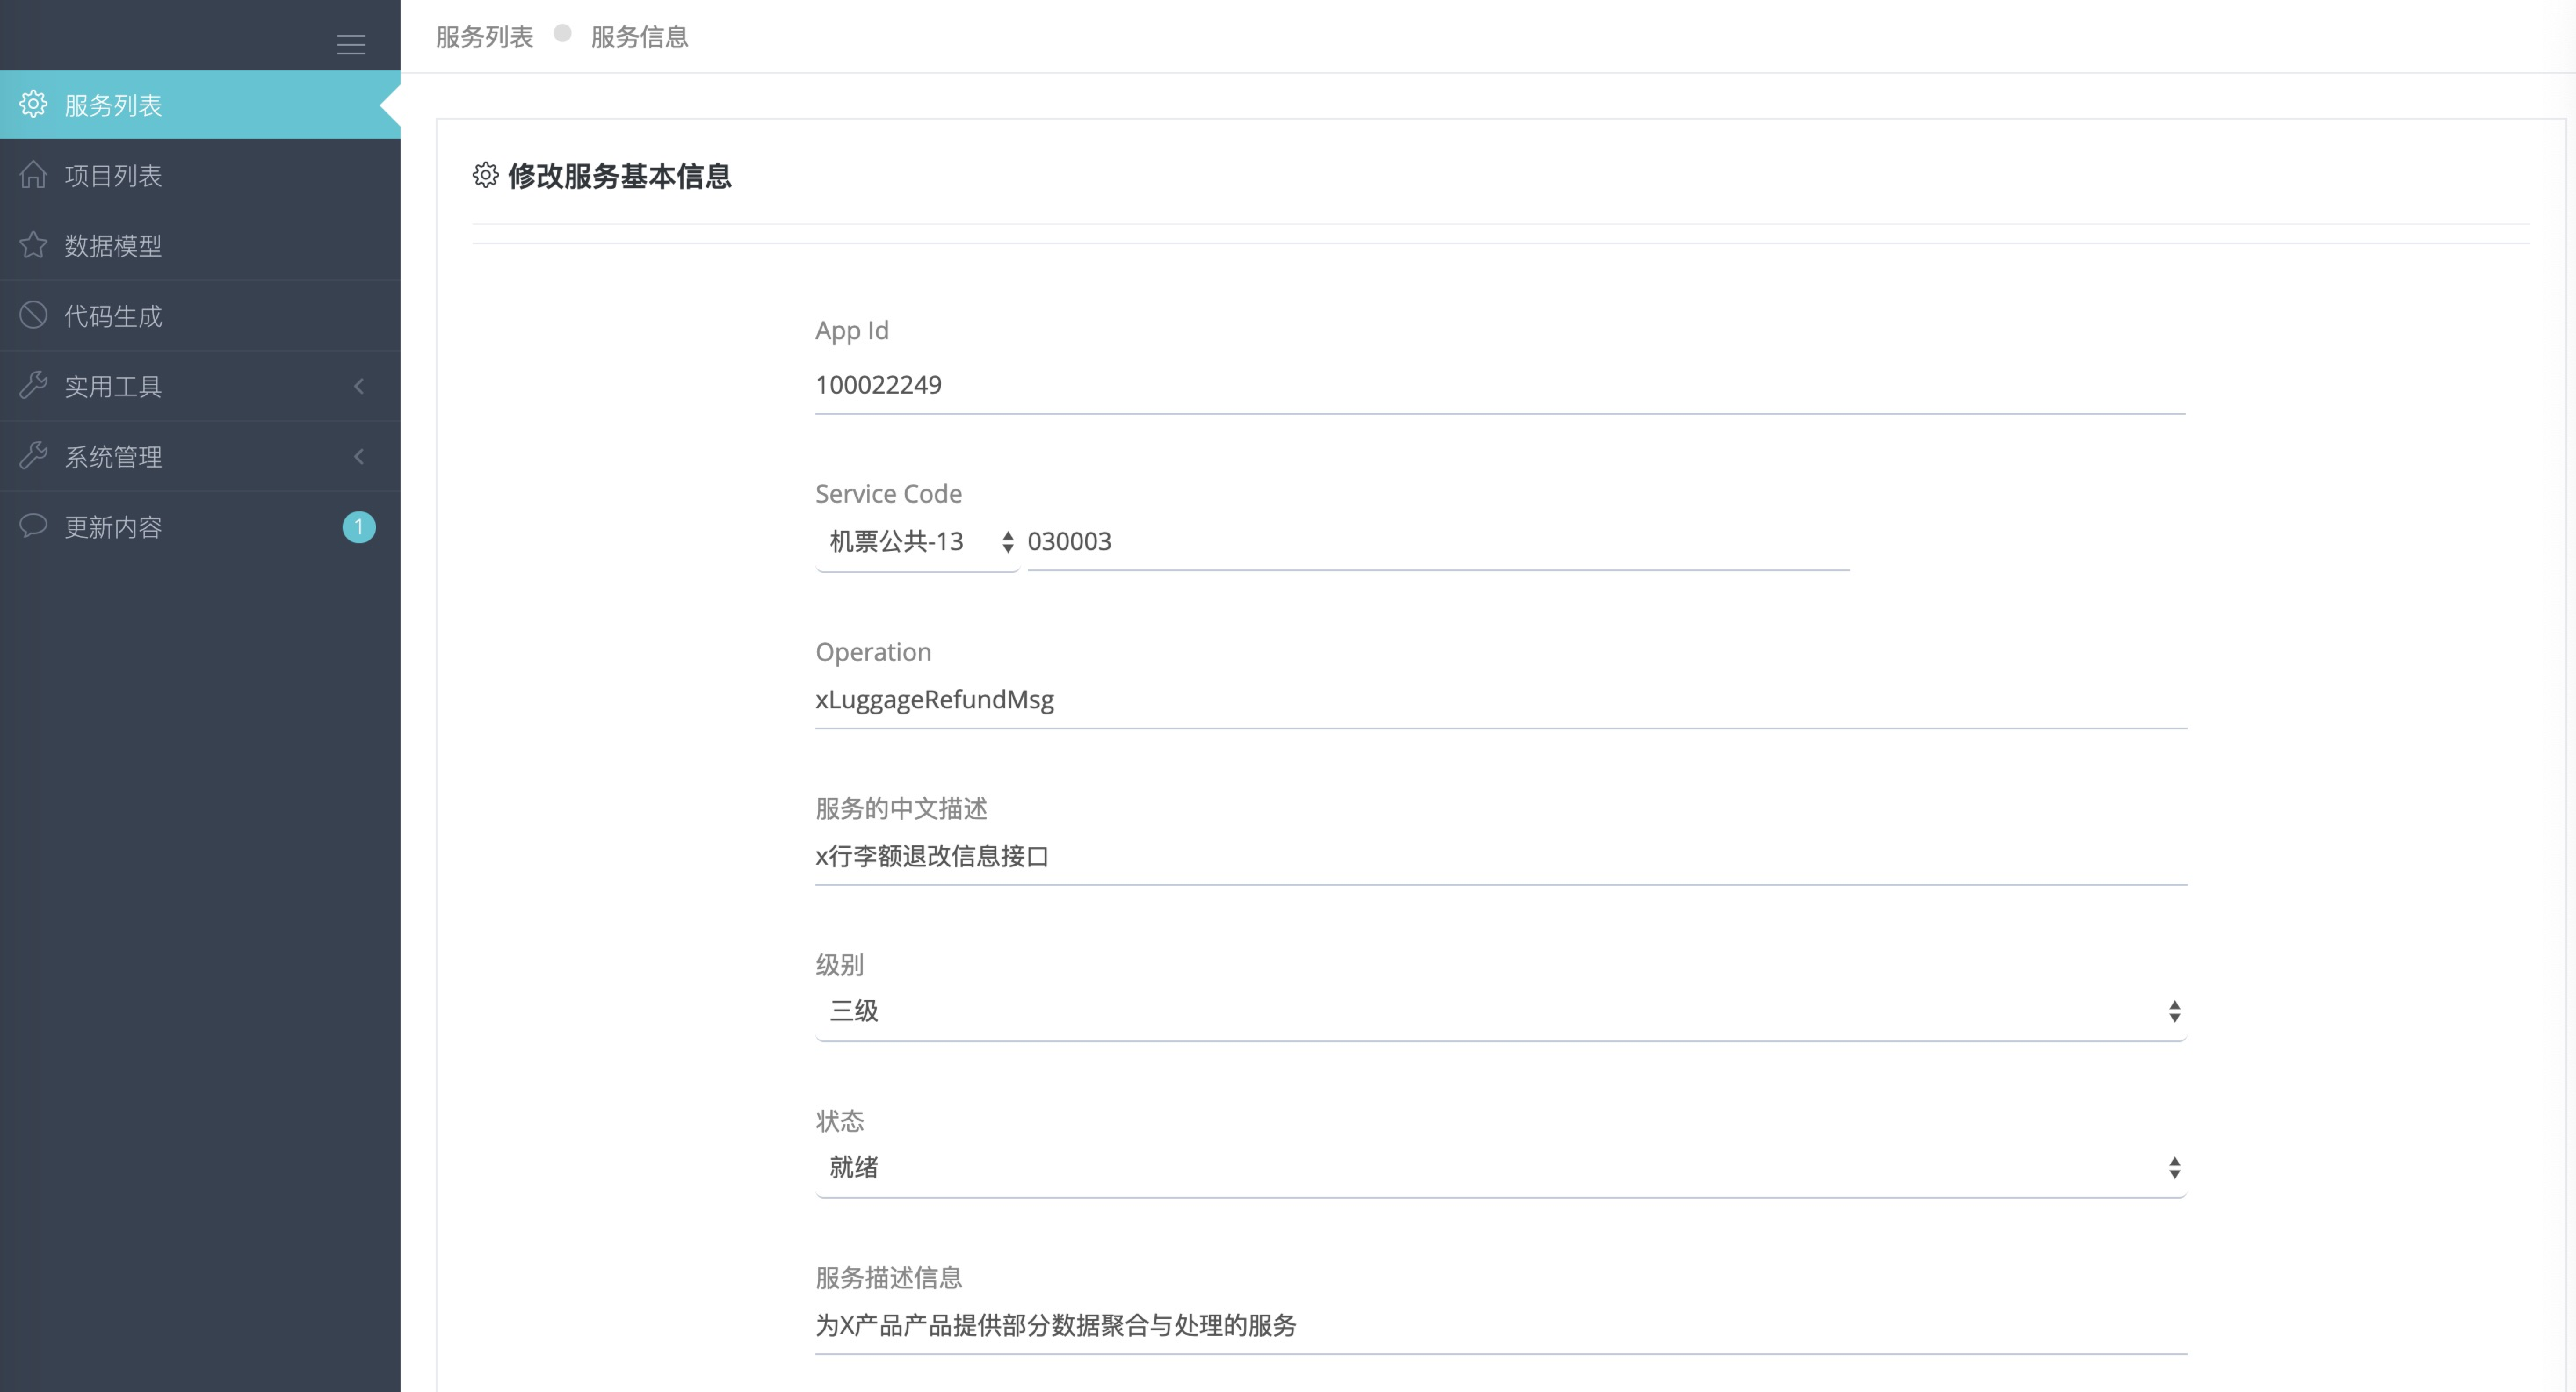 服务列表 服务信息
服务列表
项目列表
数据模型
代码生成
实用工具
系统管理
更新内容 1
修改服务基本信息
App Id
100022249
Service Code
机票公共-13 030003
Operation
xLuggageRefundMsg
服务的中文描述
x行李额退改信息接口
级别
三级
状态
就绪
服务描述信息
为X产品产品提供部分数据聚合与处理的服务